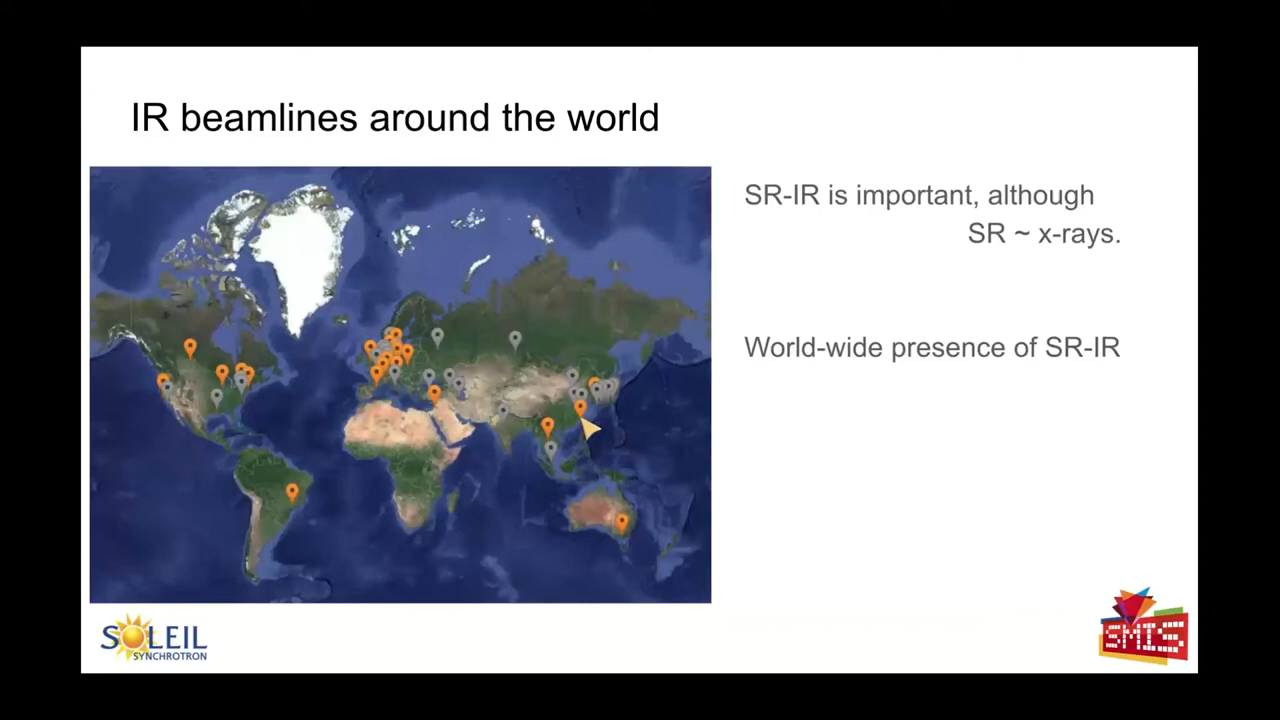 IR beamlines around the world
SR-IR is important, although
SR ~ x-rays.
World-wide presence of SR-IR
SOLEIL
SYNCHROTRON
SMIS